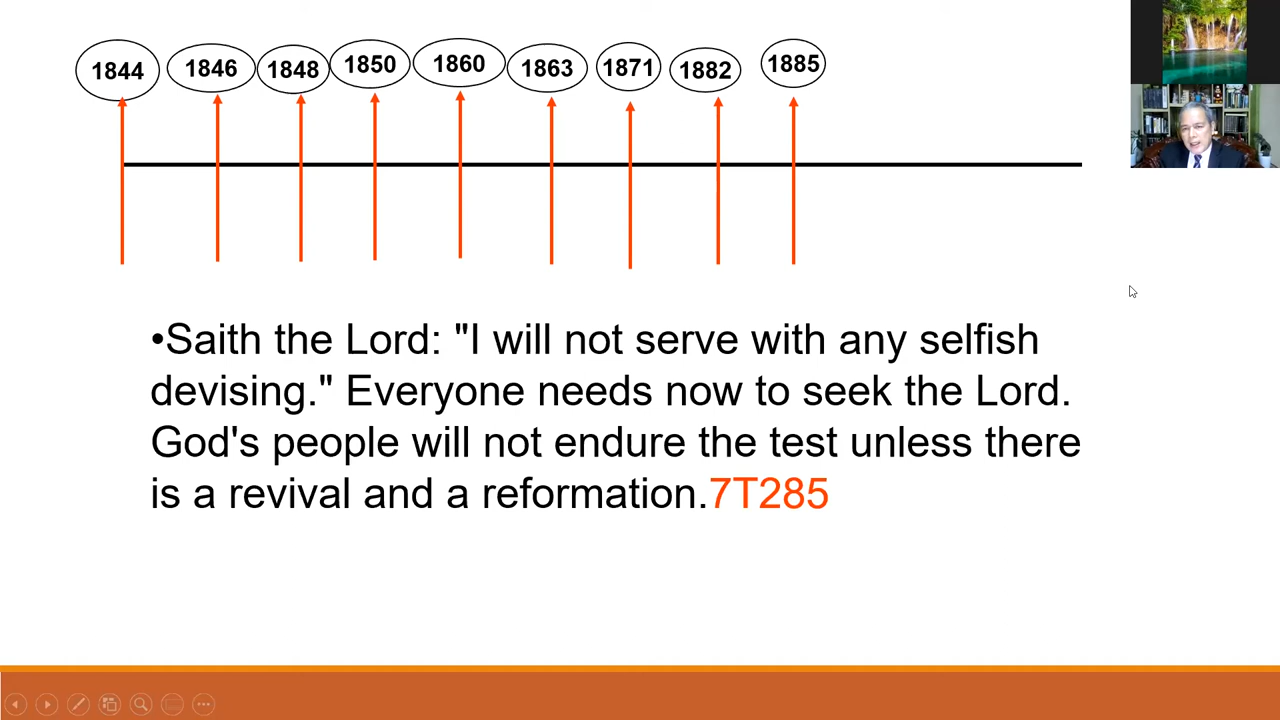 1844 1846 1848 1850 1860 1863 1871 1882 1885
•Saith the Lord: "I will not serve with any selfish
devising." Everyone needs now to seek the Lord.
God's people will not endure the test unless there
is a revival and a reformation.7T285